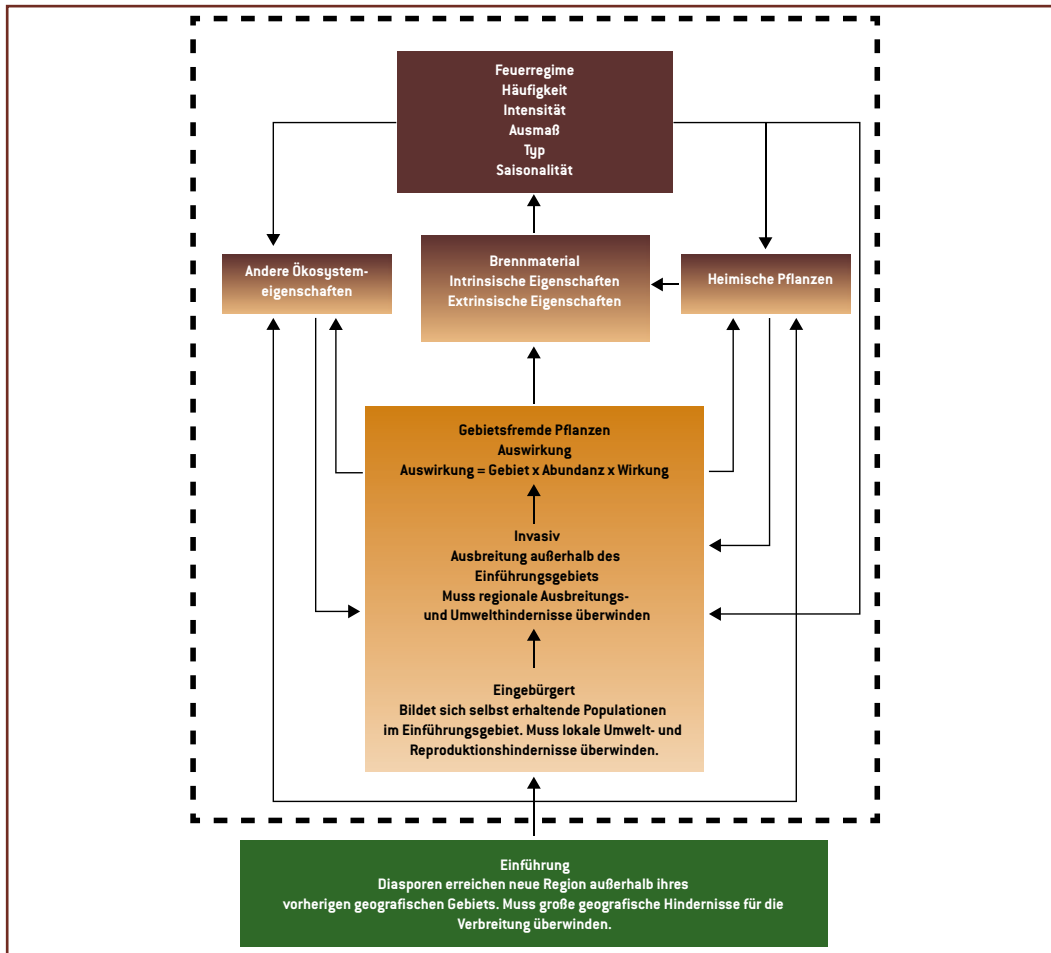 Feuerregime
Häufigkeit
Intensität
Ausmaß
Typ
Saisonalität
Andere Ökosystem-
eigenschaften
Brennmaterial
Intrinsische Eigenschaften
Extrinsische Eigenschaften
Heimische Pflanzen
Gebietsfremde Pflanzen
Auswirkung
Auswirkung = Gebiet x Abundanz x Wirkung
Invasiv
Ausbreitung außerhalb des
Einführungsgebiets
Muss regionale Ausbreitungs-
und Umwelthindernisse überwinden
Eingebürgert
Bildet sich selbst erhaltende Populationen
im Einführungsgebiet. Muss lokale Umwelt- und
Reproduktionshindernisse überwinden.
Einführung
Diasporen erreichen neue Region außerhalb ihres
vorherigen geografischen Gebiets. Muss große geografische Hindernisse für die
Verbreitung überwinden.